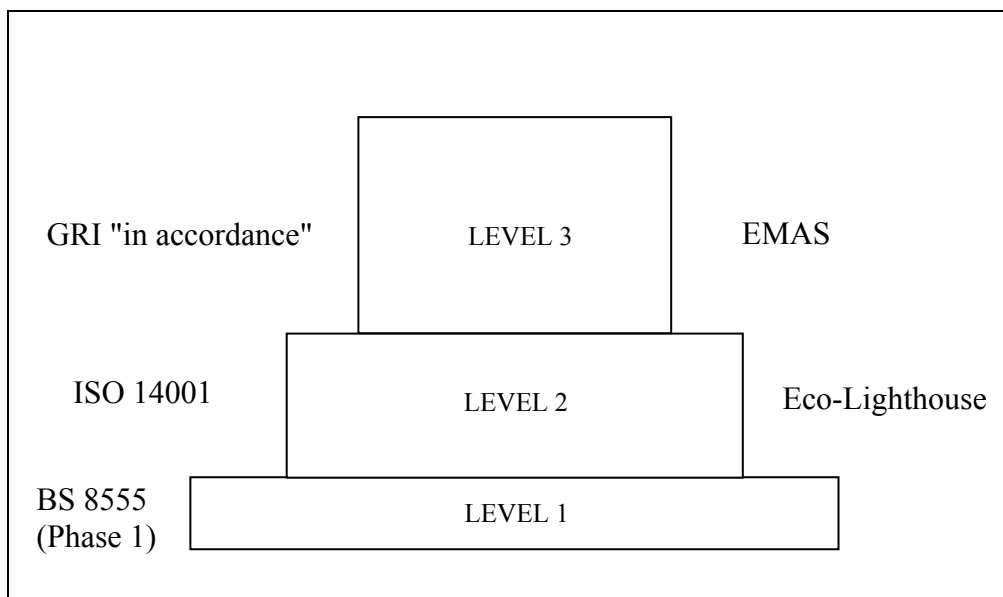 GRI "in accordance"
LEVEL 3
EMAS
ISO 14001
LEVEL 2
Eco-Lighthouse
BS 8555
(Phase 1)
LEVEL 1